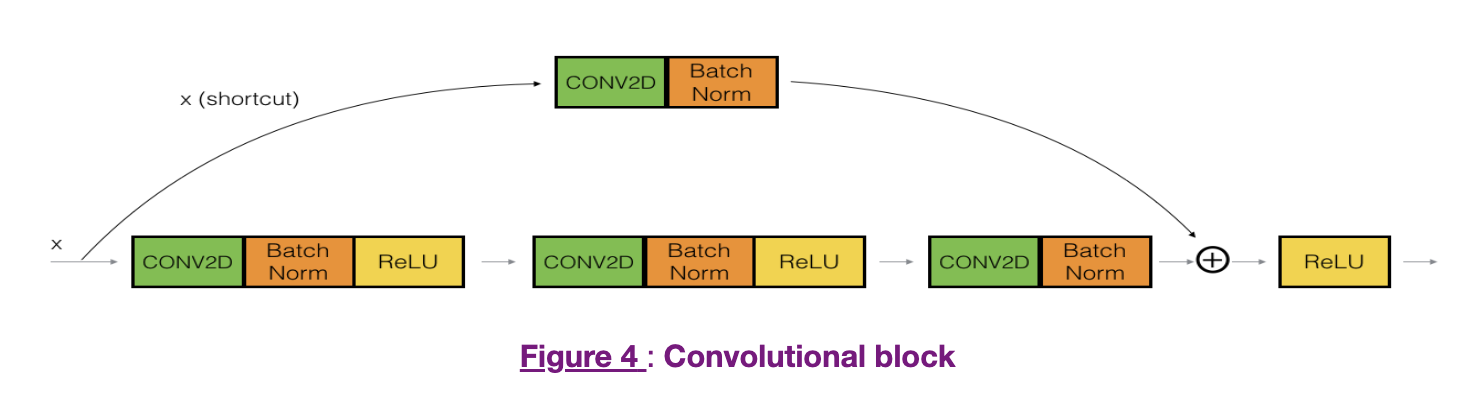 x (shortcut)
CONV2D
Batch
Norm
x
CONV2D
Batch
Norm
ReLU
CONV2D
Batch
Norm
ReLU
CONV2D
Batch
Norm
ReLU
Figure 4 : Convolutional block